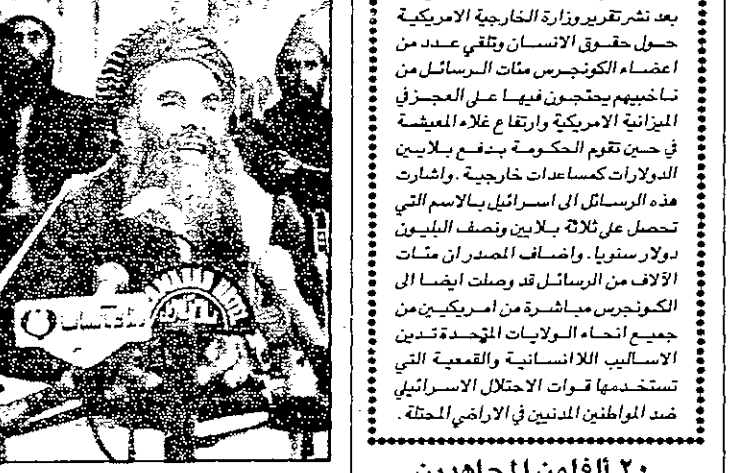 بعد نشر تقرير وزارة الخارجية الامريكية
حول حقوق الانسان وتلقي عدد من
اعضاء الكونجرس مئات الرسائل من
ناخبيهم يحتجون فيها على العجز في
الميزانية الامريكية وارتفاع غلاء المعيشة
في حين تقوم الحكومة بدفع بلايين
الدولارات كمساعدات خارجية . واشارت
هذه الرسائل الى اسرائيل بالاسم التي
تحصل على ثلاثة بلايين ونصف البليون
دولار سنويا . واضاف المصدر ان مئات
الآلاف من الرسائل قد وصلت ايضا الى
الكونجرس مباشرة من امريكيين من
جميع انحاء الولايات المتحدة تدين
الاساليب اللاانسانية والقمعية التي
تستخدمها قوات الاحتلال الاسرائيلي
ضد المواطنين المدنيين في الاراضي المحتلة .
٢٠ ألفا من المجاهدين